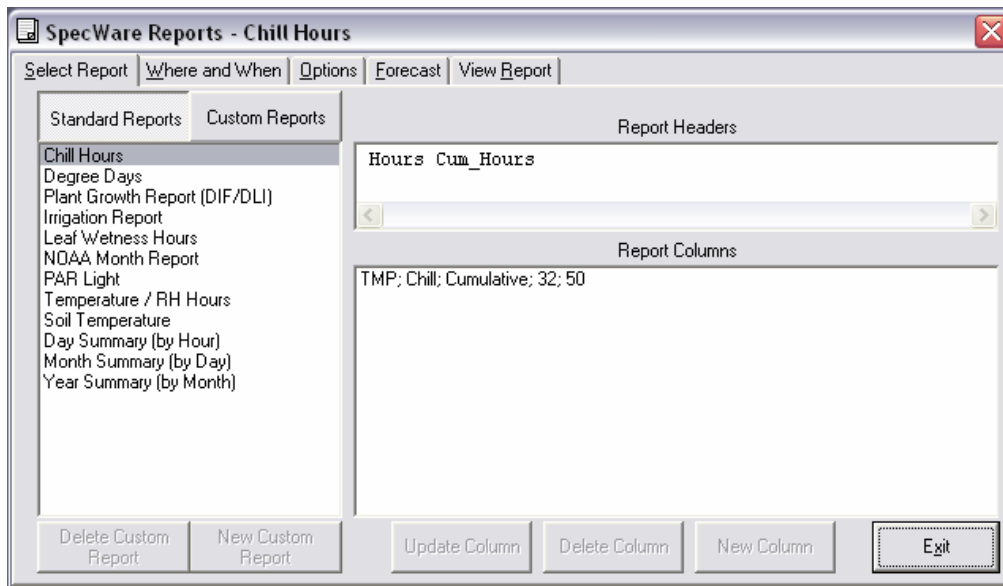 SpecWare Reports - Chill Hours
Select Report Where and When Options Forecast View Report
Standard Reports Custom Reports
Chill Hours
Degree Days
Plant Growth Report (DIF/DLI)
Irrigation Report
Leaf Wetness Hours
NOAA Month Report
PAR Light
Temperature / RH Hours
Soil Temperature
Day Summary (by Hour)
Month Summary (by Day)
Year Summary (by Month)
Delete Custom Report
New Custom Report
Report Headers
Hours Cum_Hours
Report Columns
TMP; Chill; Cumulative; 32; 50
Update Column Delete Column New Column Exit